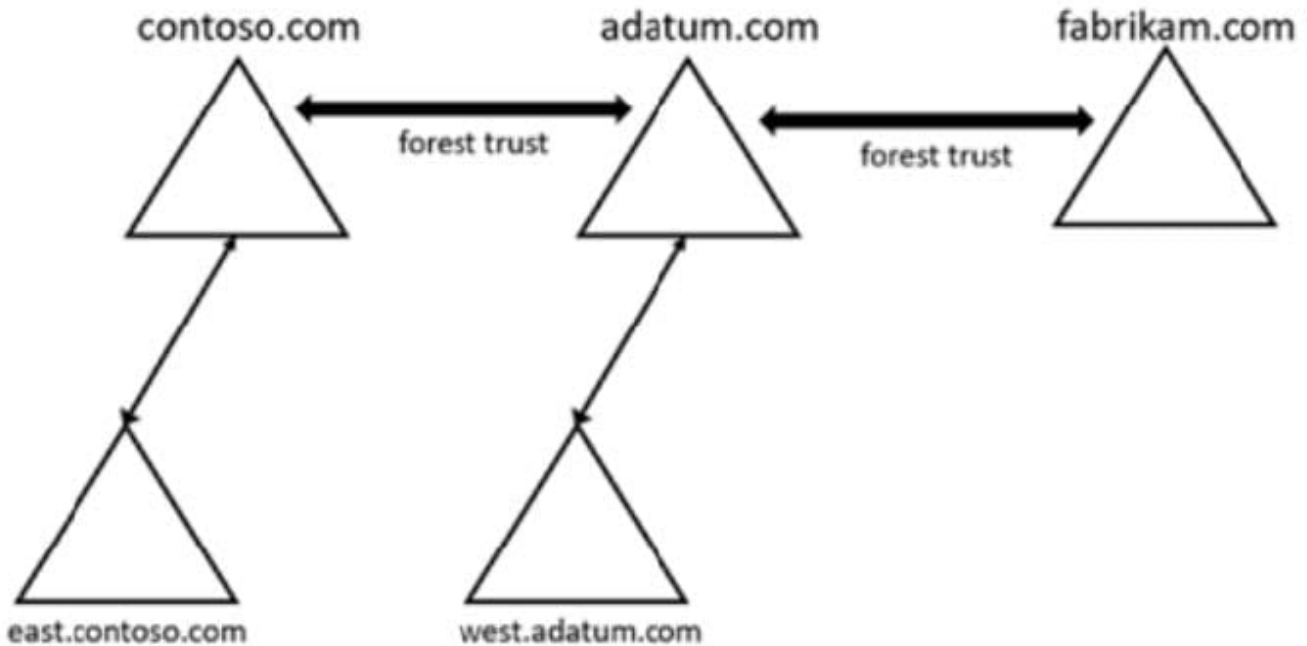 contoso.com
adatum.com
fabrikam.com
forest trust
forest trust
east.contoso.com
west.adatum.com